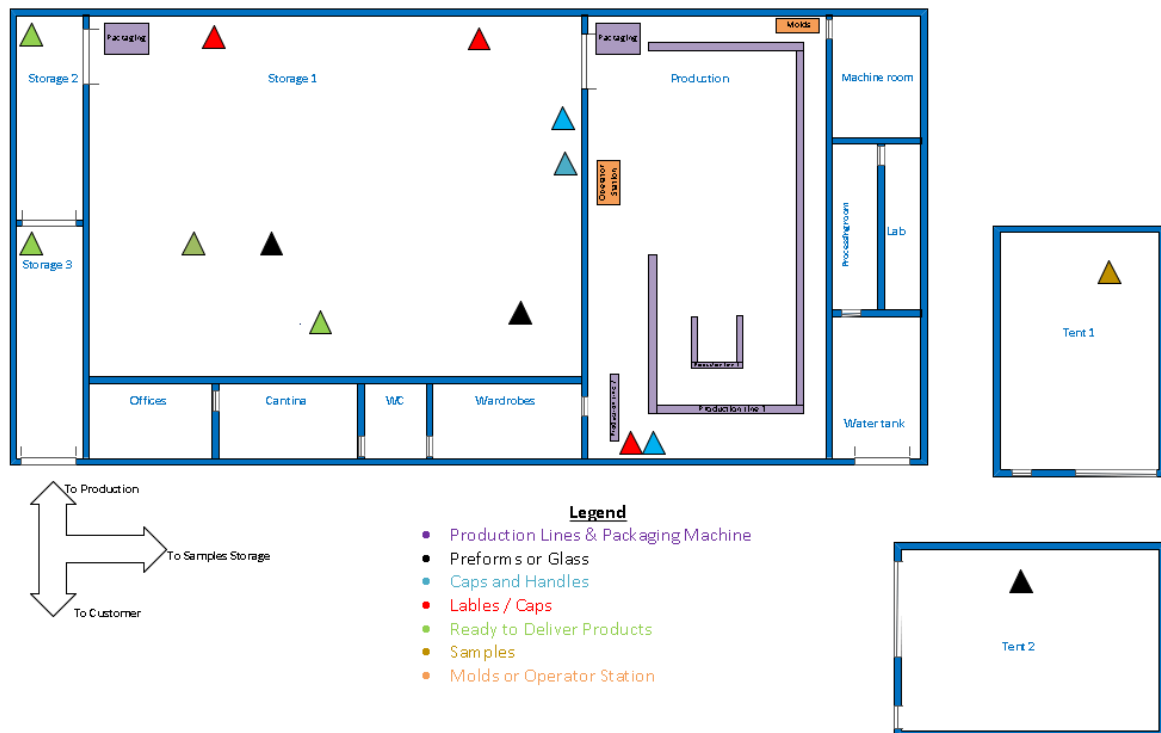 Packaging
Packaging
Molds
Storage 2
Storage 1
Production
Machine room
Operator
Station
Processing room
Lab
Storage 3
Tent 1
Production line 1
Offices
Cantina
WC
Wardrobes
Water tank
To Production
To Samples Storage
To Customer
Legend
Production Lines & Packaging Machine
Preforms or Glass
Caps and Handles
Lables / Caps
Ready to Deliver Products
Samples
Molds or Operator Station
Tent 2